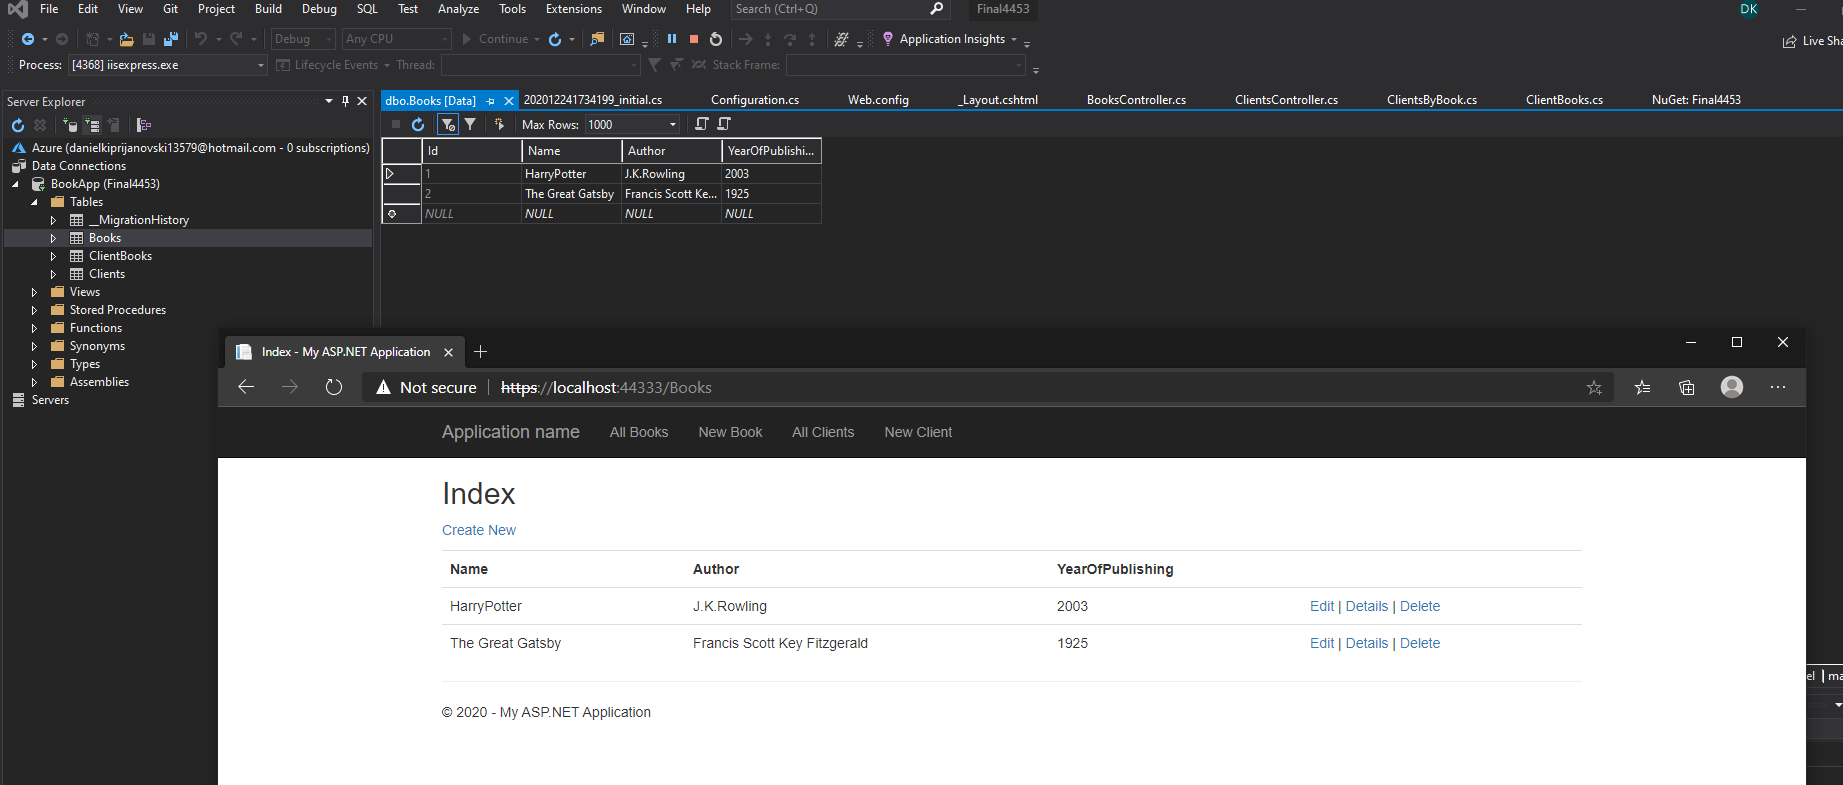 File Edit View Git Project Build Debug SQL Test Analyze Tools Extensions Window Help Search (Ctrl+Q) Final4453 DK
Debug Any CPU Continue Application Insights Live Sha
Process: [4368] iisexpress.exe Lifecycle Events Thread: Stack Frame:
Server Explorer
dbo.Books [Data] 202012241734199_initial.cs Configuration.cs Web.config _Layout.cshtml BooksController.cs ClientsController.cs ClientsByBook.cs ClientBooks.cs NuGet: Final4453
Max Rows: 1000
Azure (danielkiprijanovski13579@hotmail.com - 0 subscriptions)
Data Connections
BookApp (Final4453)
Tables
__MigrationHistory
Books
ClientBooks
Clients
Views
Stored Procedures
Functions
Synonyms
Types
Assemblies
Servers
Id Name Author YearOfPublishi...
1 HarryPotter J.K.Rowling 2003
2 The Great Gatsby Francis Scott Ke... 1925
NULL NULL NULL NULL
Index - My ASP.NET Application
Not secure https://localhost:44333/Books
Application name All Books New Book All Clients New Client
Index
Create New
Name Author YearOfPublishing
HarryPotter J.K.Rowling 2003 Edit | Details | Delete
The Great Gatsby Francis Scott Key Fitzgerald 1925 Edit | Details | Delete
© 2020 - My ASP.NET Application
el ma